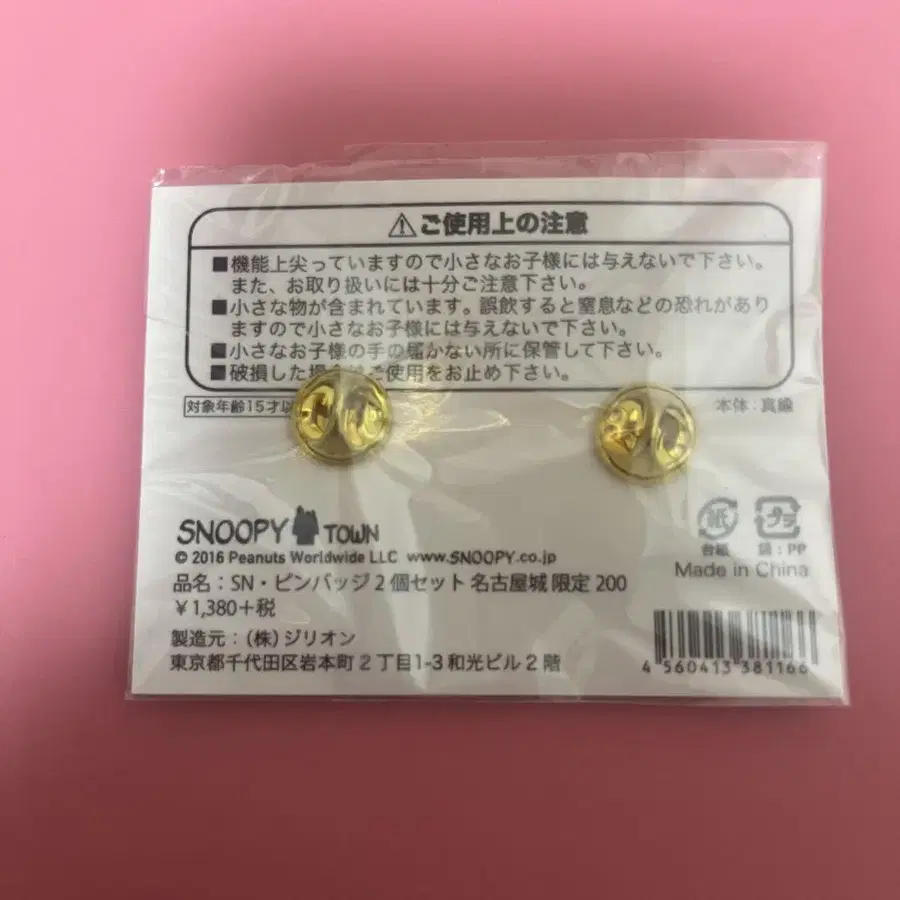 ⚠ご使用上の注意
■機能上尖っていますので小さなお子様には与えないで下さい。
また、お取り扱いには十分ご注意下さい。
■小さな物が含まれています。誤飲すると窒息などの恐れがあり
ますので小さなお子様には与えないで下さい。
■小さなお子様の手の届かない所に保管して下さい。
■破損した場合はご使用をお止め下さい。
対象年齢15才以
本体:真鍮
SNOOPY TOWN
© 2016 Peanuts Worldwide LLC www.SNOOPY.co.jp
紙 プラ
台紙 袋:PP
Made in China
品名:SN・ピンバッジ2個セット 名古屋城 限定 200
¥1,380+税
製造元:(株)ジリオン
東京都千代田区岩本町2丁目1-3 和光ビル2階
4 560413 381166